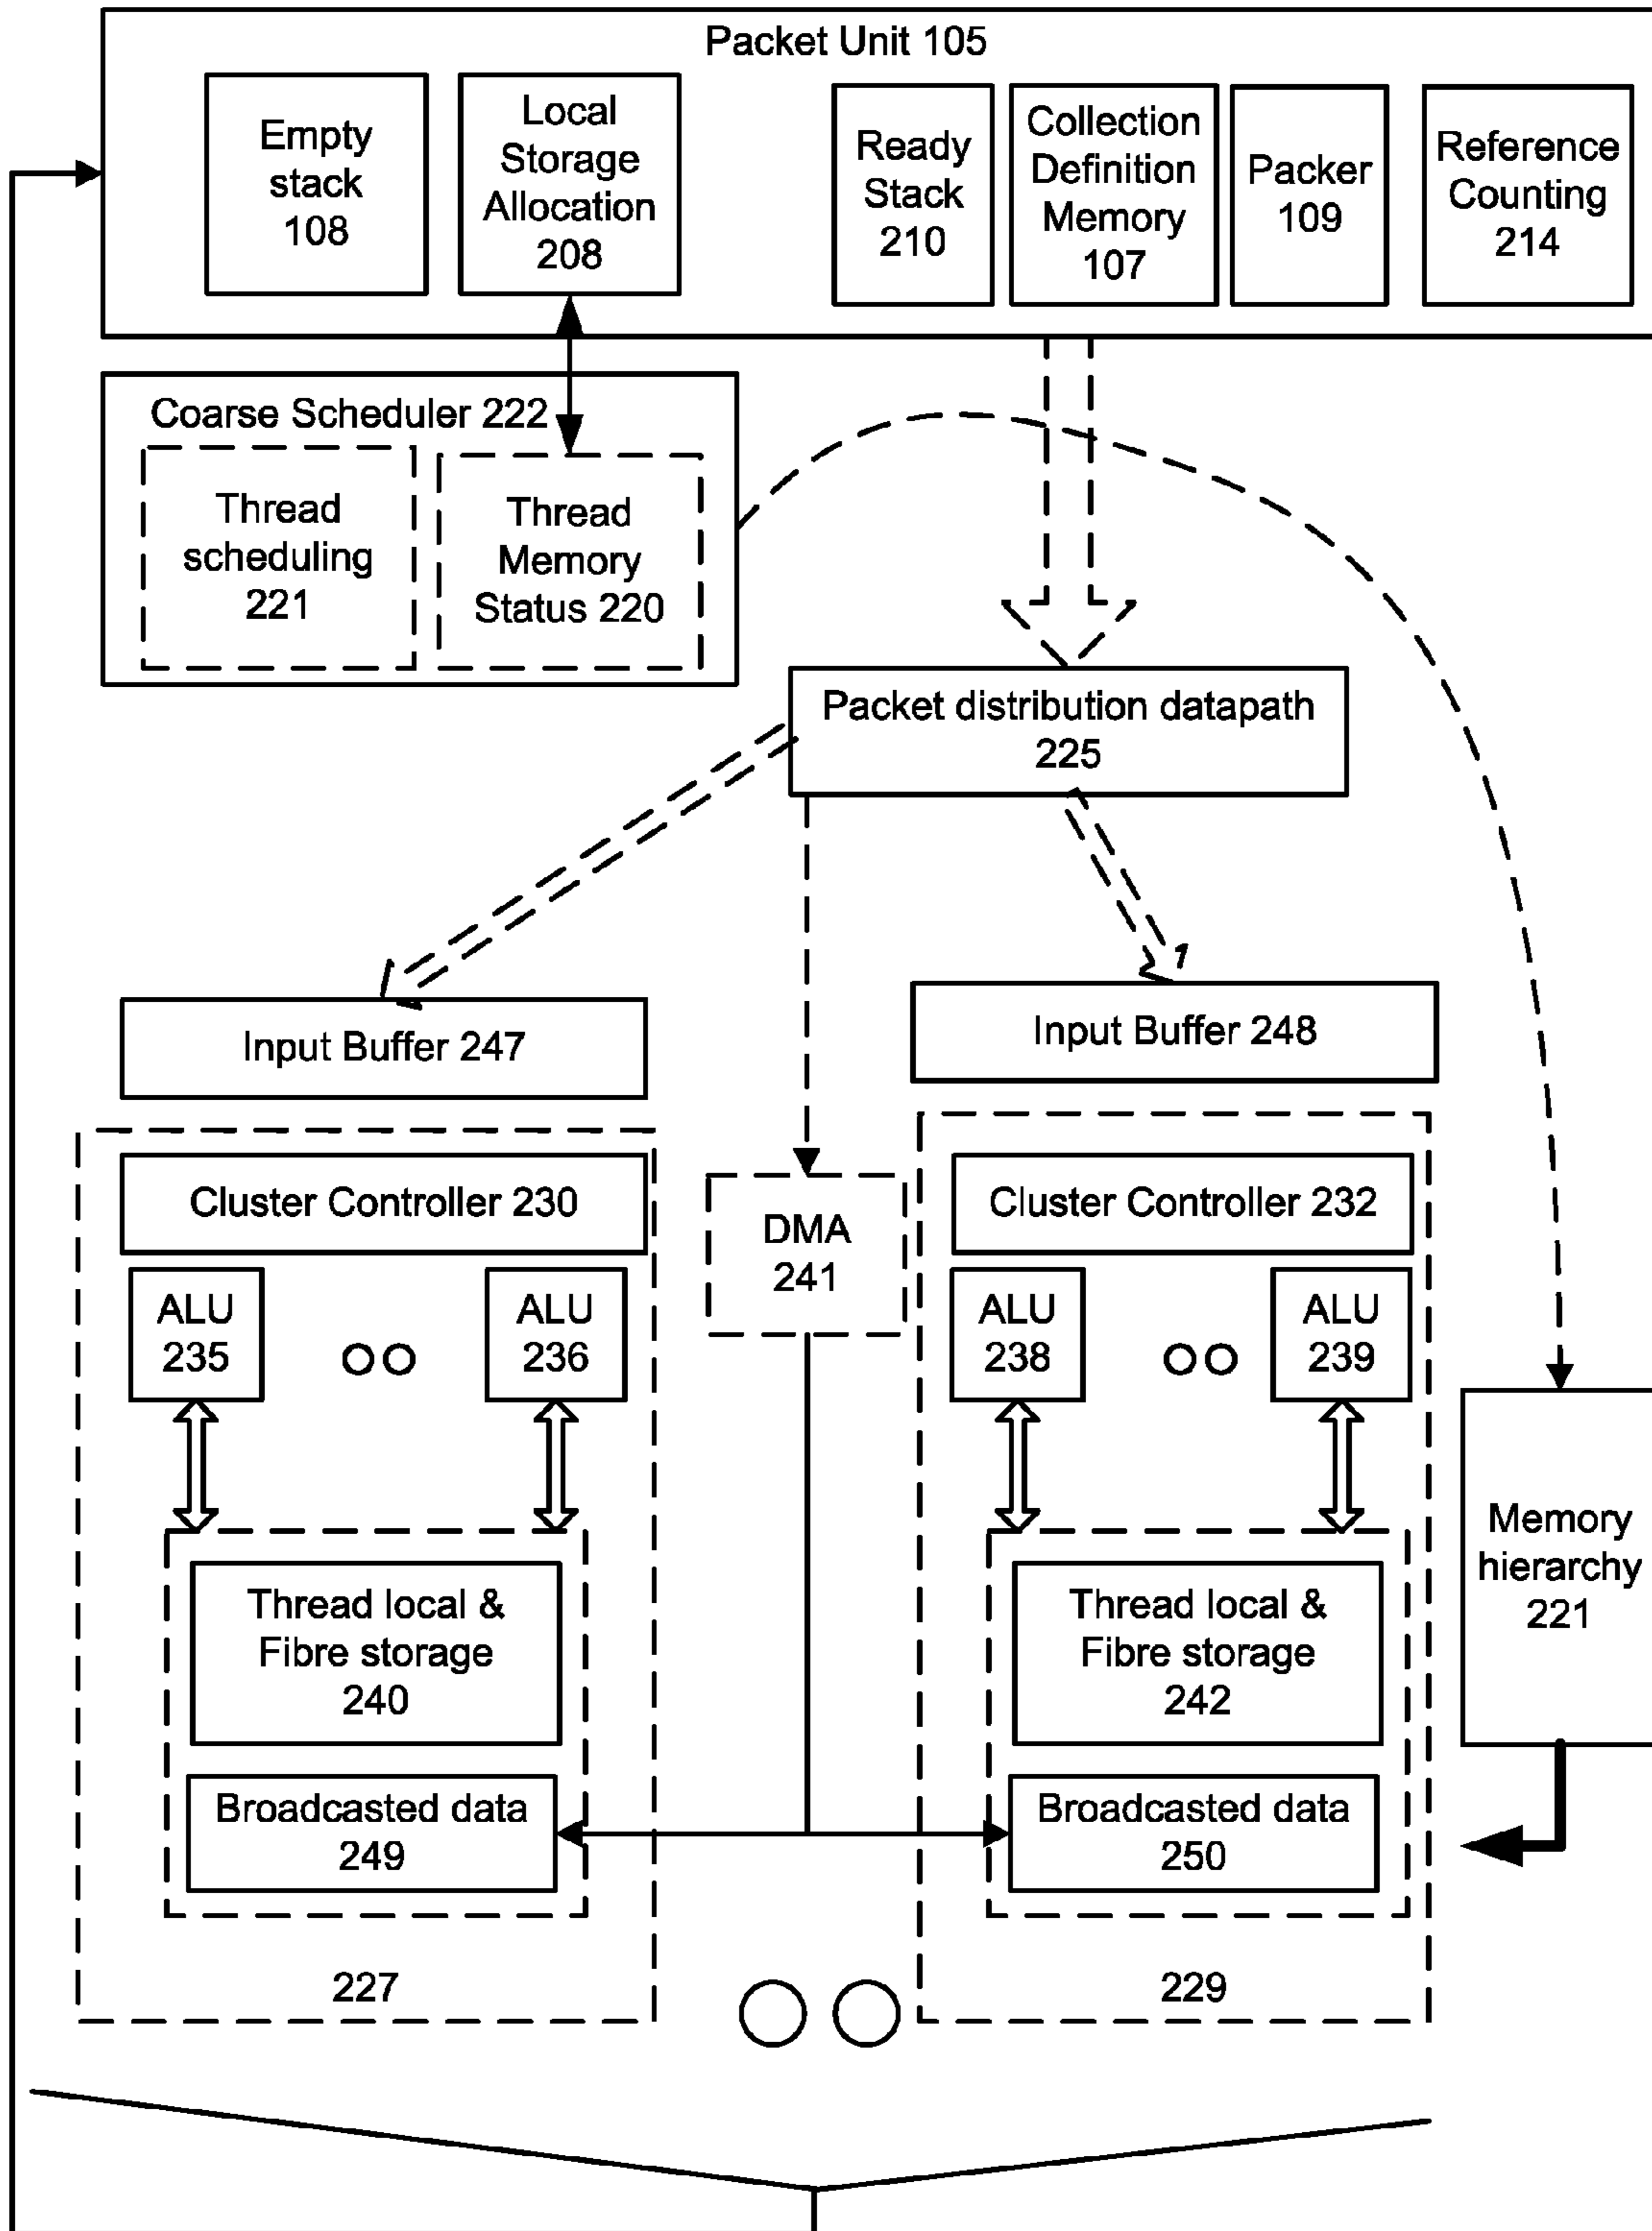 Packet Unit 105
Empty
stack
108
Local
Storage
Allocation
208
Ready
Stack
210
Collection
Definition
Memory
107
Packer
109
Reference
Counting
214
Coarse Scheduler 222
Thread
scheduling
221
Thread
Memory
Status 220
Packet distribution datapath
225
Input Buffer 247
Input Buffer 248
Cluster Controller 230
ALU
235
ALU
236
DMA
241
Cluster Controller 232
ALU
238
ALU
239
Memory
hierarchy
221
Thread local &
Fibre storage
240
Thread local &
Fibre storage
242
Broadcasted data
249
Broadcasted data
250
227
229